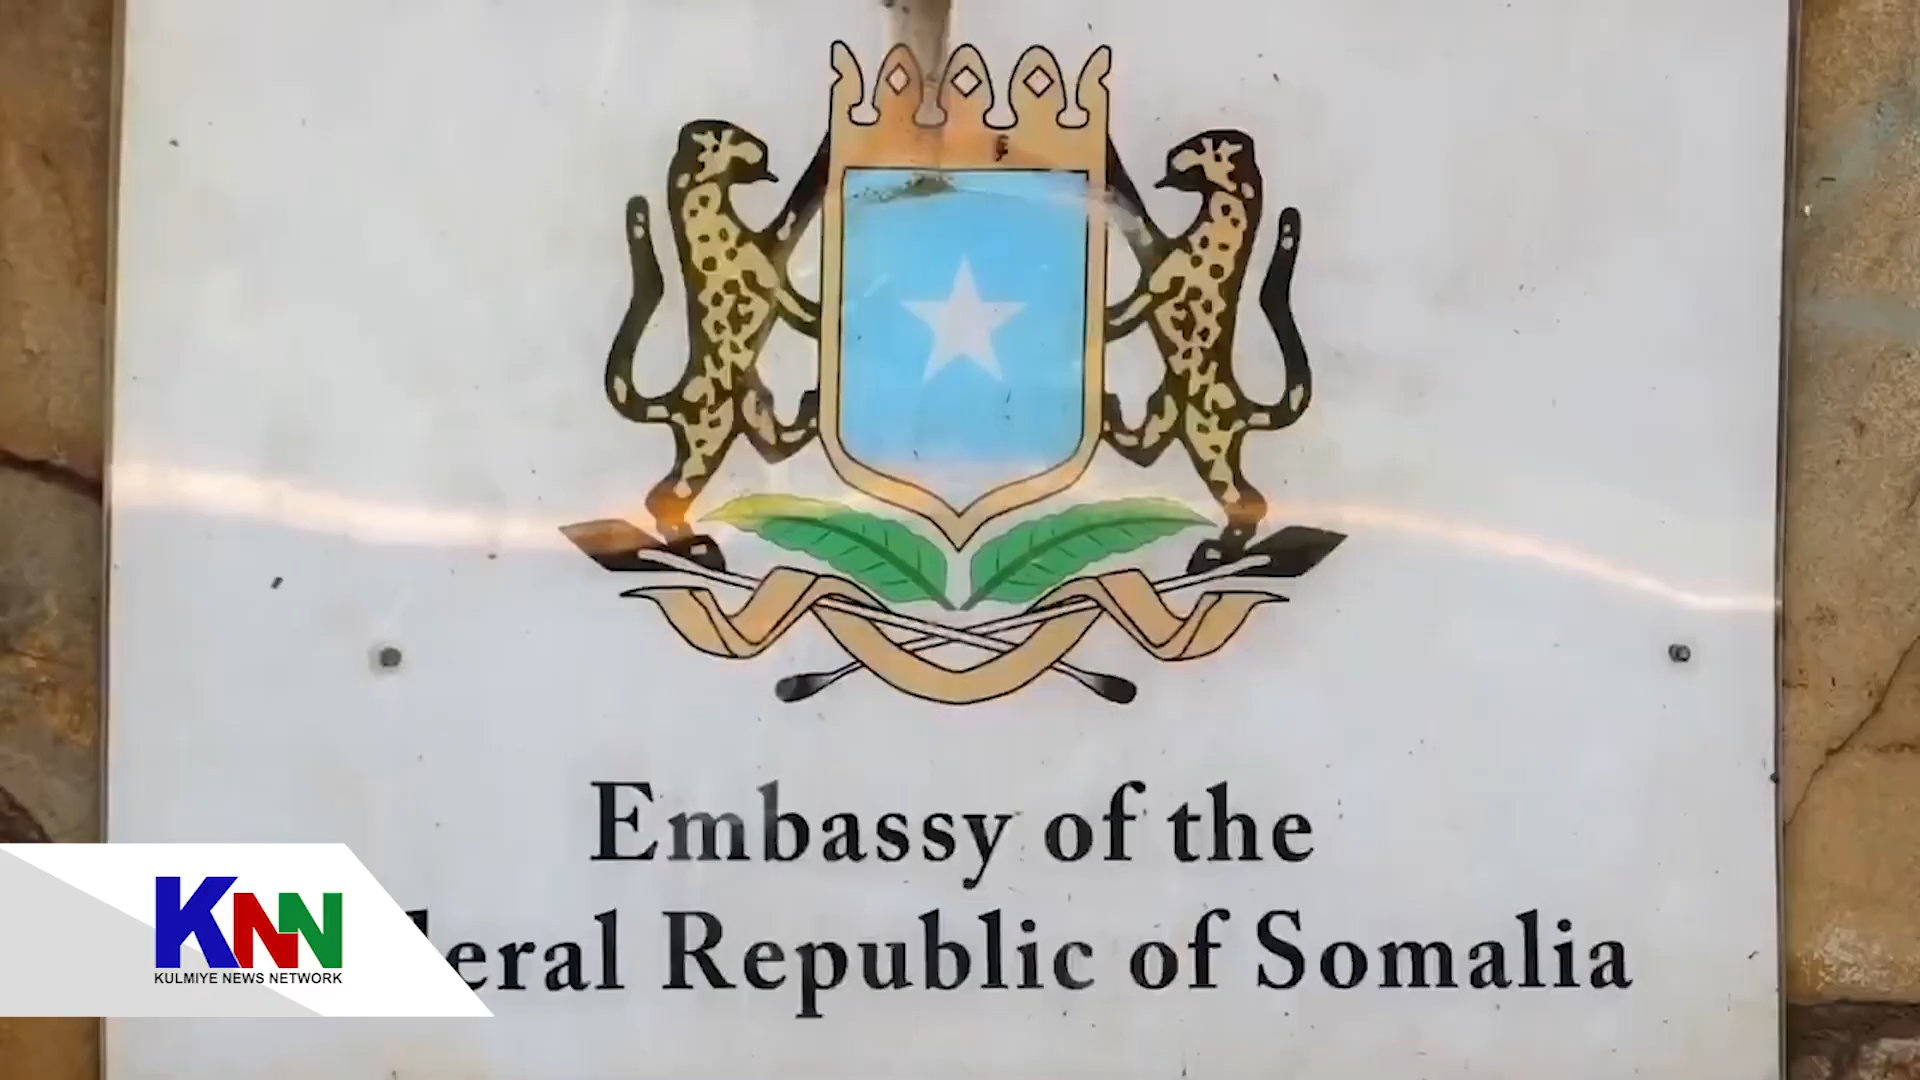 Embassy of the
deral Republic of Somalia
KNN
KULMIYE NEWS NETWORK